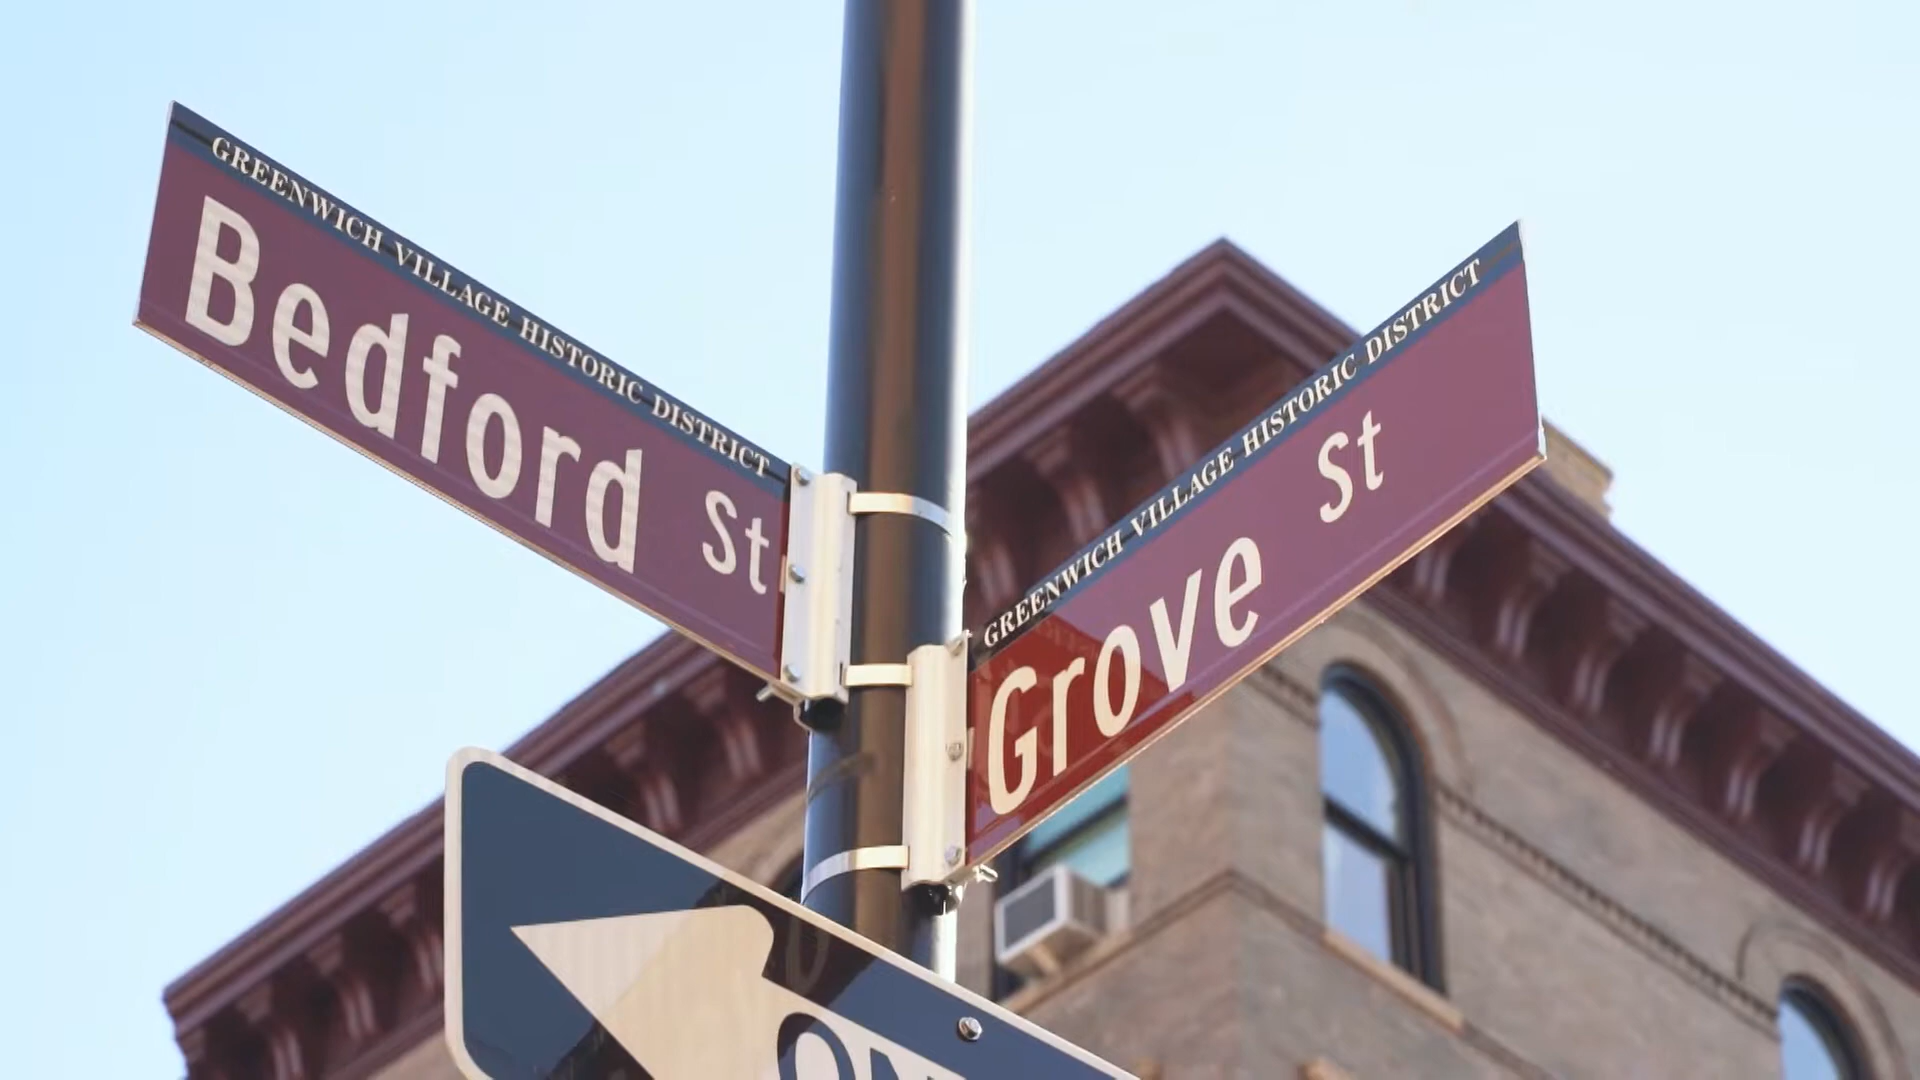 GREENWICH VILLAGE HISTORIC DISTRICT
Bedford St
GREENWICH VILLAGE HISTORIC DISTRICT
Grove St